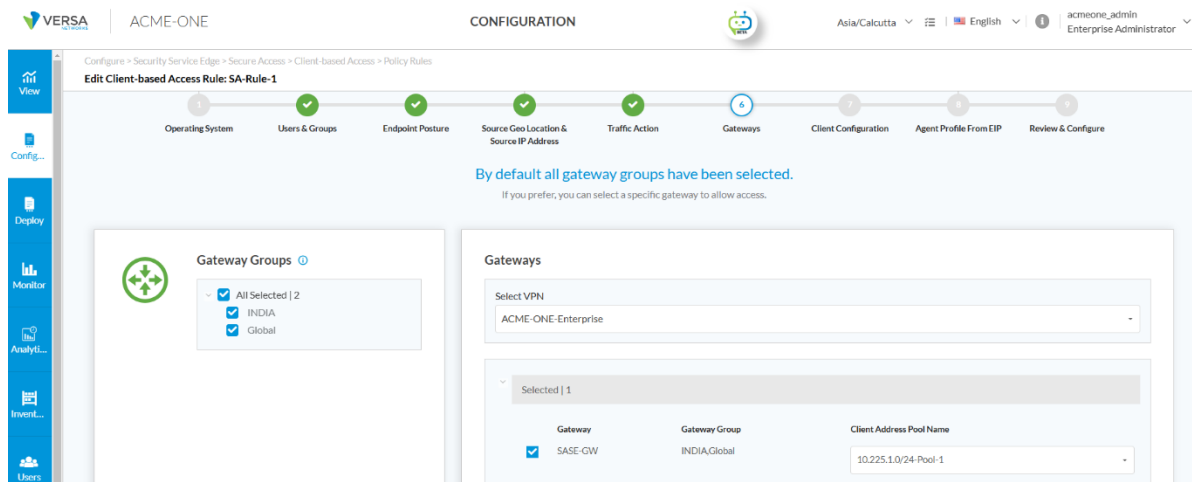 VERSA
NETWORKS
ACME-ONE
CONFIGURATION
BETA
Asia/Calcutta
English
acmeone_admin
Enterprise Administrator
View
Config...
Deploy
Monitor
Analyti...
Invent...
Users
Configure > Security Service Edge > Secure Access > Client-based Access > Policy Rules
Edit Client-based Access Rule: SA-Rule-1
1
6
7
8
9
Operating System
Users & Groups
Endpoint Posture
Source Geo Location &
Source IP Address
Traffic Action
Gateways
Client Configuration
Agent Profile From EIP
Review & Configure
By default all gateway groups have been selected.
If you prefer, you can select a specific gateway to allow access.
Gateway Groups
All Selected | 2
INDIA
Global
Gateways
Select VPN
ACME-ONE-Enterprise
Selected | 1
Gateway
Gateway Group
Client Address Pool Name
SASE-GW
INDIA,Global
10.225.1.0/24-Pool-1